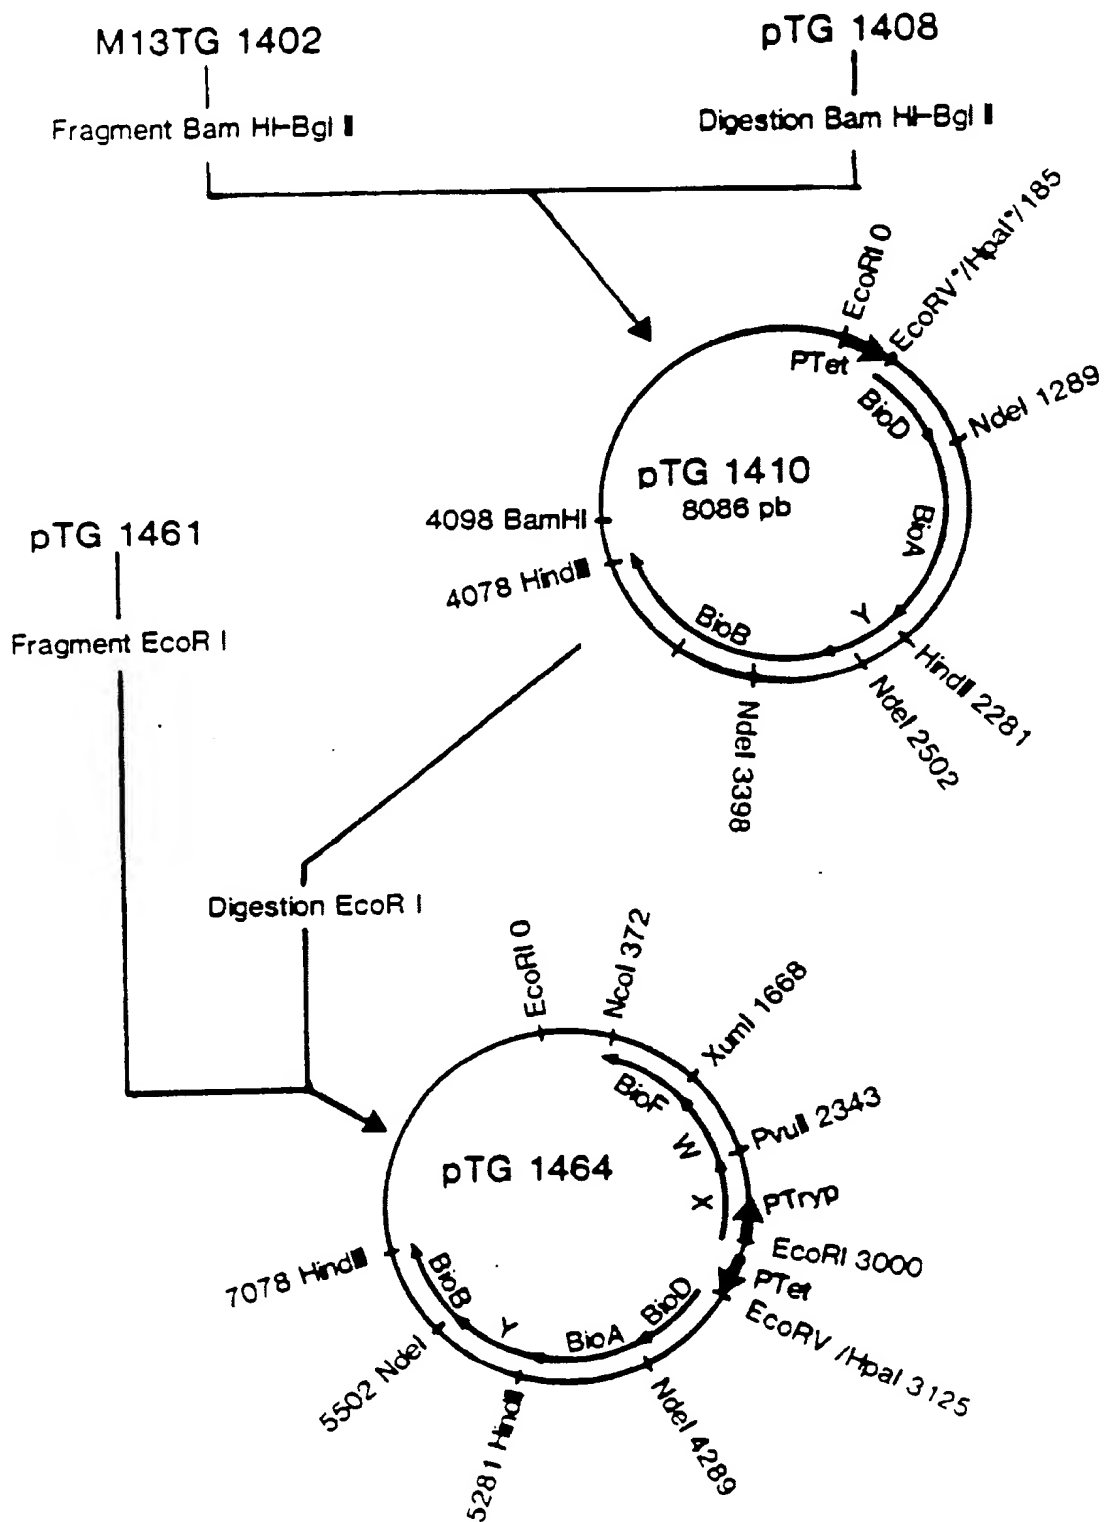 M13TG 1402
pTG 1408
Fragment Bam HI-Bgl II
Digestion Bam HI-Bgl II
EcoRI 0
EcoRV*/HpaI*/185
PTet
BioD
NdeI 1289
pTG 1410
8086 pb
BioA
4098 BamHI
4078 HindIII
BioB
Y
HindIII 2281
NdeI 2502
NdeI 3398
pTG 1461
Fragment EcoR I
Digestion EcoR I
EcoRI 0
NcoI 372
XumI 1668
BioF
PvuII 2343
W
pTG 1464
X
PTryp
EcoRI 3000
PTet
EcoRV /HpaI 3125
7078 HindIII
BioB
BioD
Y
BioA
5502 NdeI
5281 HindIII
NdeI 4289